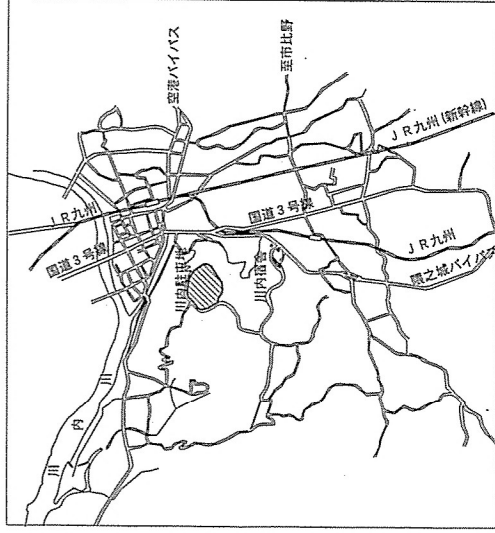 空港バイパス
至市比野
JR九州(新幹線)
JR九州
国道3号線
国道3号線
川内駐屯地
川内宿舎
JR九州
隈之城バイパス
川内川